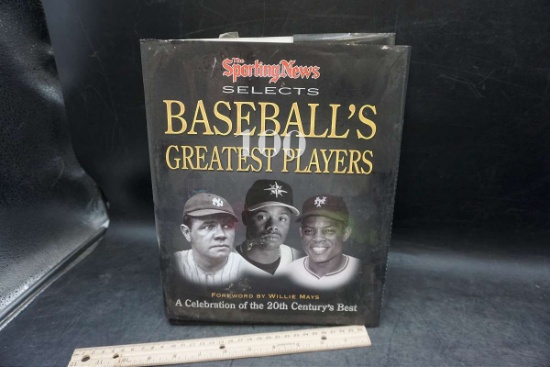 The
Sporting News
SELECTS
BASEBALL'S
100
GREATEST PLAYERS
FOREWORD BY WILLIE MAYS
A Celebration of the 20th Century's Best